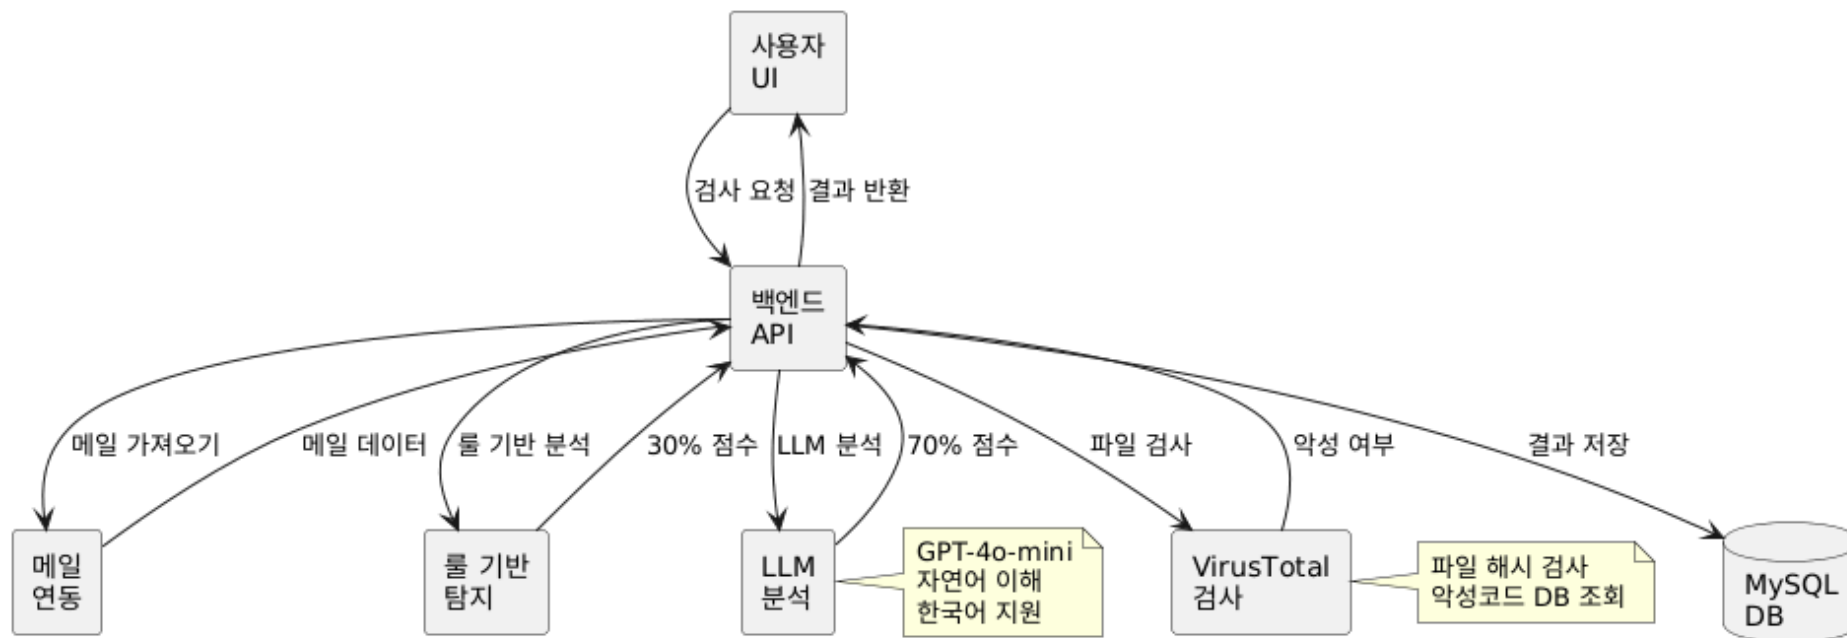 사용자
UI
검사 요청
결과 반환
백엔드
API
메일 가져오기
메일 데이터
룰 기반 분석
30% 점수
LLM 분석
70% 점수
파일 검사
악성 여부
결과 저장
메일
연동
룰 기반
탐지
LLM
분석
GPT-4o-mini
자연어 이해
한국어 지원
VirusTotal
검사
파일 해시 검사
악성코드 DB 조회
MySQL
DB